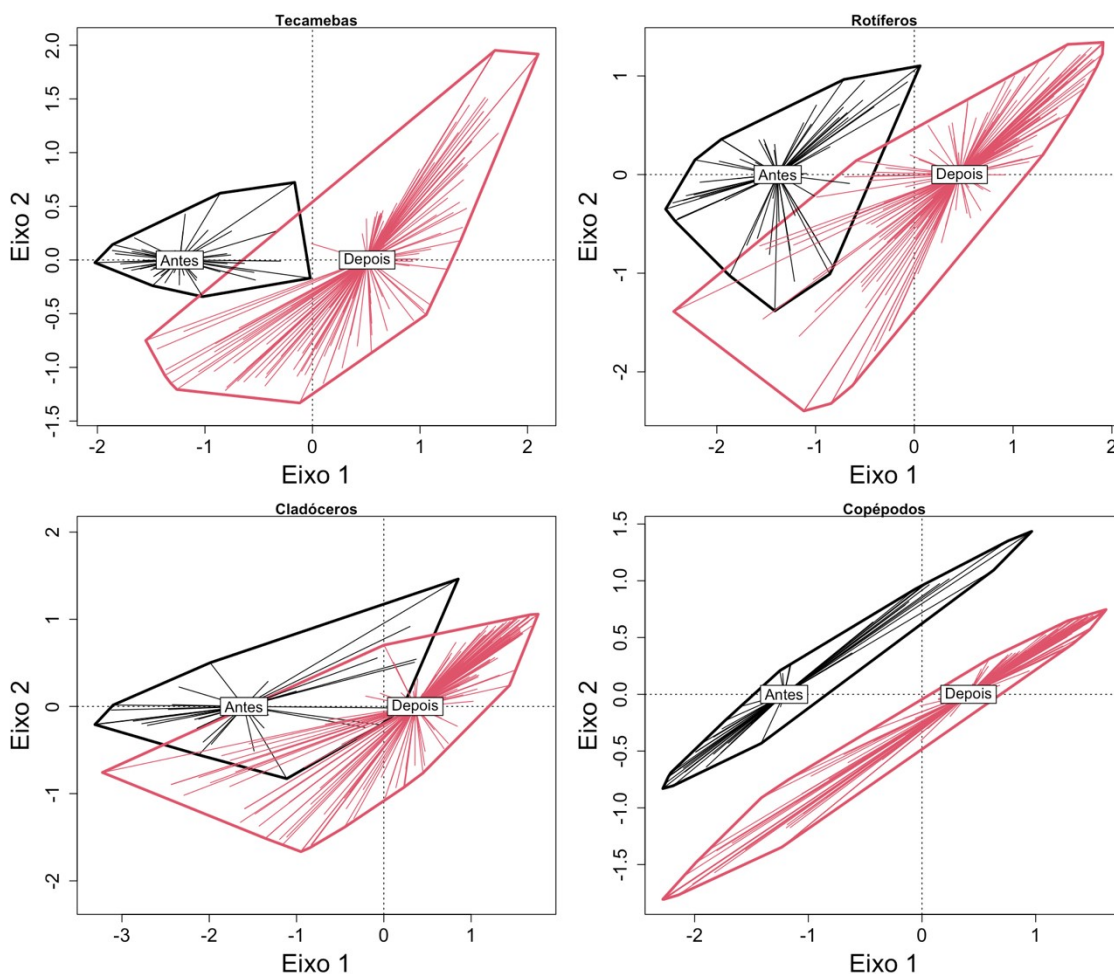 Tecamebas
2.0
1.5
1.0
0.5
0.0
-0.5
-1.0
-1.5
Eixo 2
Antes
Depois
-2 -1 0 1 2
Eixo 1
Rotíferos
1
0
-1
-2
Eixo 2
Antes
Depois
-2 -1 0 1 2
Eixo 1
Cladóceros
2
1
0
-1
-2
Eixo 2
Antes
Depois
-3 -2 -1 0 1
Eixo 1
Copépodos
1.5
1.0
0.5
0.0
-0.5
-1.0
-1.5
Eixo 2
Antes
Depois
-2 -1 0 1
Eixo 1